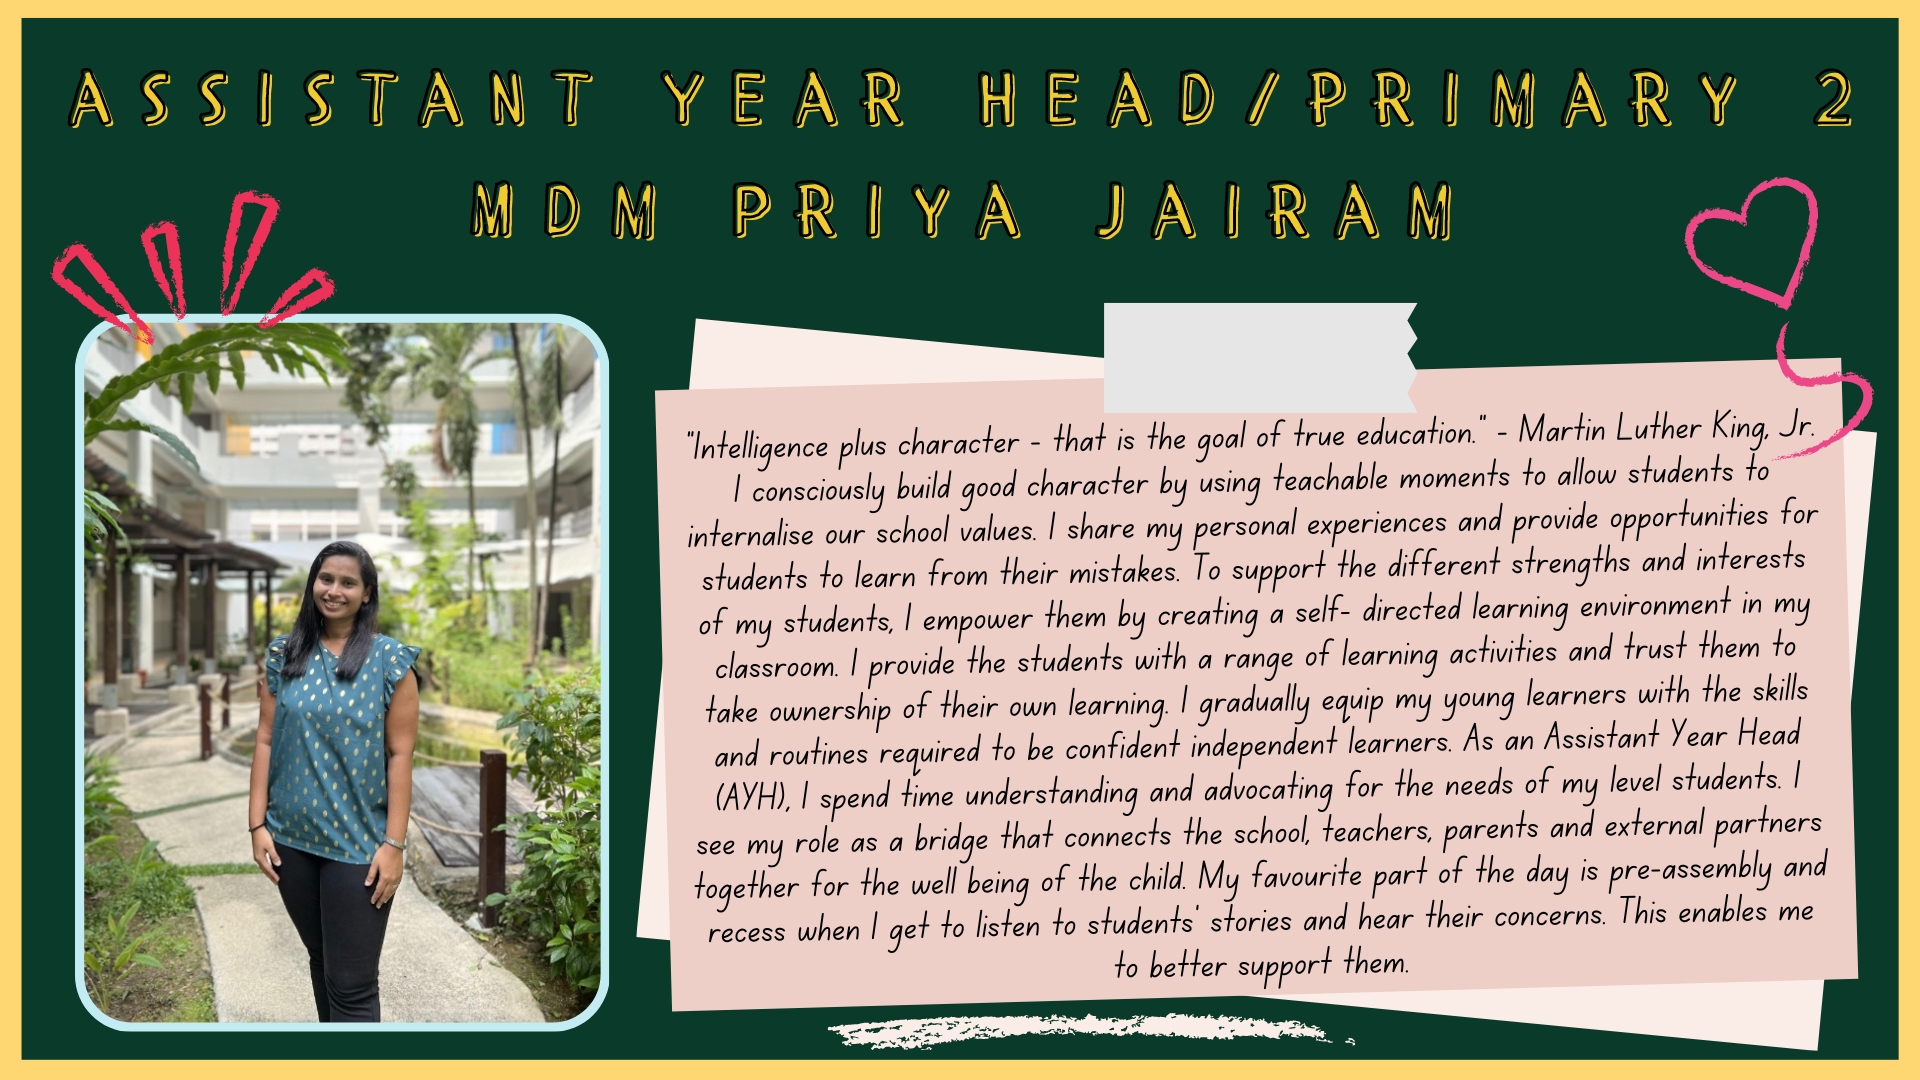 ASSISTANT YEAR HEAD/PRIMARY 2
MDM PRIYA JAIRAM
"Intelligence plus character - that is the goal of true education." - Martin Luther King, Jr.
I consciously build good character by using teachable moments to allow students to
internalise our school values. I share my personal experiences and provide opportunities for
students to learn from their mistakes. To support the different strengths and interests
of my students, I empower them by creating a self- directed learning environment in my
classroom. I provide the students with a range of learning activities and trust them to
take ownership of their own learning. I gradually equip my young learners with the skills
and routines required to be confident independent learners. As an Assistant Year Head
(AYH), I spend time understanding and advocating for the needs of my level students. I
see my role as a bridge that connects the school, teachers, parents and external partners
together for the well being of the child. My favourite part of the day is pre-assembly and
recess when I get to listen to students' stories and hear their concerns. This enables me
to better support them.